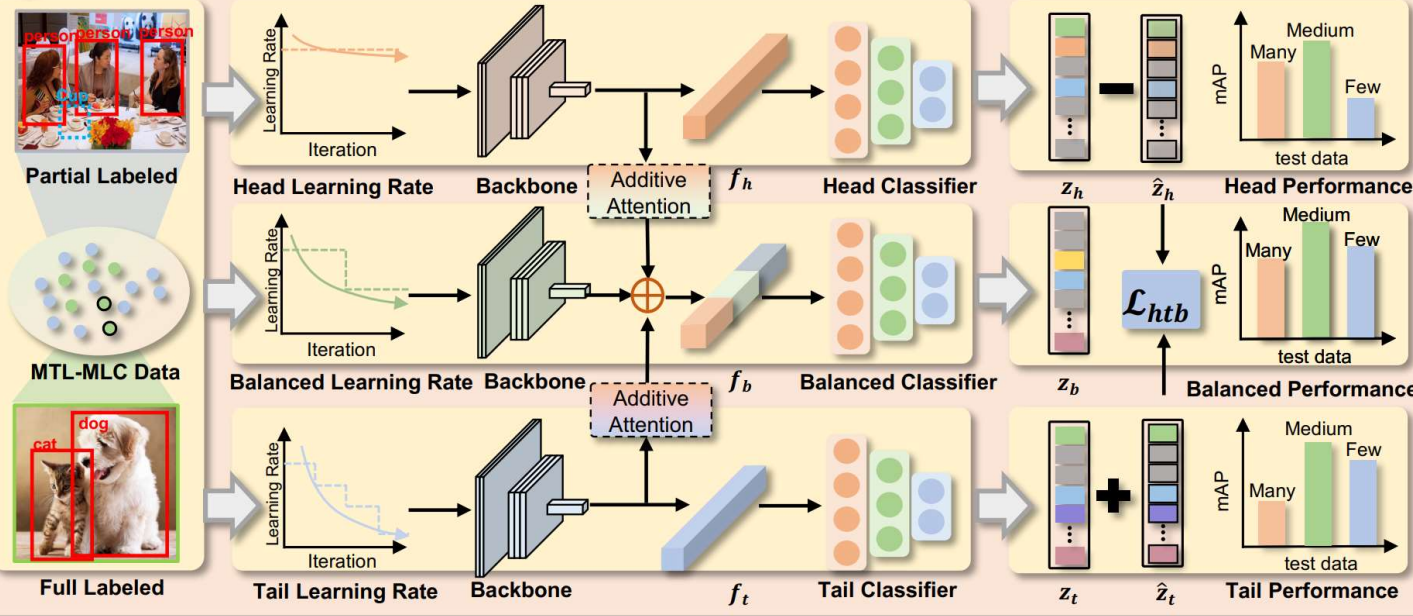 person
person
person
Cup
Partial Labeled
MTL-MLC Data
dog
cat
Full Labeled
Learning Rate
Iteration
Head Learning Rate
Backbone
Additive
Attention
f_h
Head Classifier
z_h
ẑ_h
mAP
Many
Medium
Few
test data
Head Performance
Learning Rate
Iteration
Balanced Learning Rate
Backbone
f_b
Balanced Classifier
z_b
ℒ_htb
mAP
Many
Medium
Few
test data
Balanced Performance
Additive
Attention
Learning Rate
Iteration
Tail Learning Rate
Backbone
f_t
Tail Classifier
z_t
ẑ_t
mAP
Many
Medium
Few
test data
Tail Performance